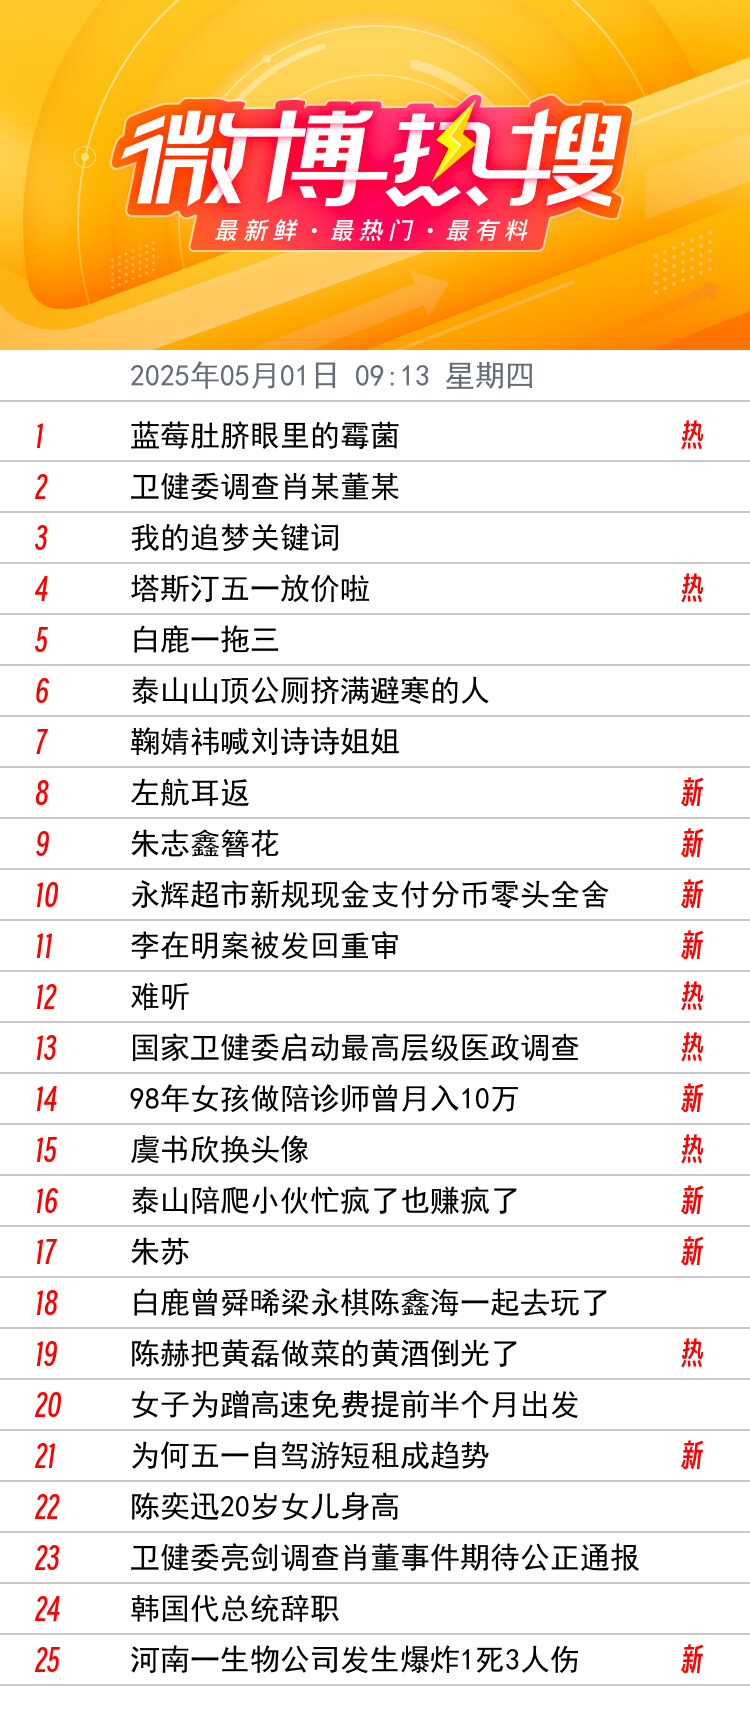 微博热搜
最新鲜·最热门·最有料
2025年05月01日 09:13 星期四
1 蓝莓肚脐眼里的霉菌 热
2 卫健委调查肖某董某
3 我的追梦关键词
4 塔斯汀五一放价啦 热
5 白鹿一拖三
6 泰山山顶公厕挤满避寒的人
7 鞠婧祎喊刘诗诗姐姐
8 左航耳返 新
9 朱志鑫簪花 新
10 永辉超市新规现金支付分币零头全舍 新
11 李在明案被发回重审 新
12 难听 热
13 国家卫健委启动最高层级医政调查 热
14 98年女孩做陪诊师曾月入10万 新
15 虞书欣换头像 热
16 泰山陪爬小伙忙疯了也赚疯了 新
17 朱苏 新
18 白鹿曾舜晞梁永棋陈鑫海一起去玩了
19 陈赫把黄磊做菜的黄酒倒光了 热
20 女子为蹭高速免费提前半个月出发
21 为何五一自驾游短租成趋势 新
22 陈奕迅20岁女儿身高
23 卫健委亮剑调查肖董事件期待公正通报
24 韩国代总统辞职
25 河南一生物公司发生爆炸1死3人伤 新